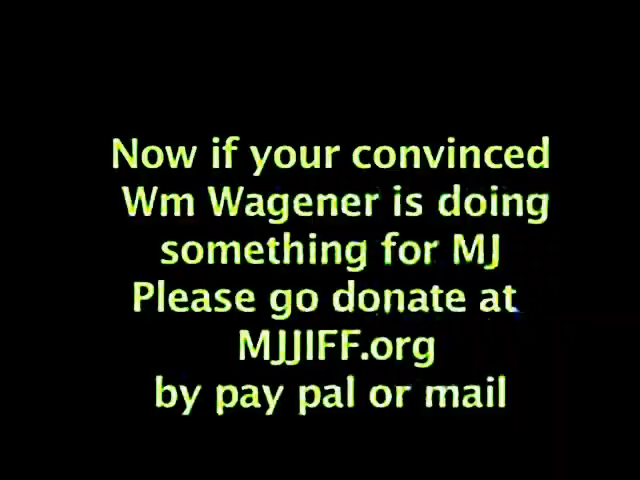 Now if your convinced
Wm Wagener is doing
something for MJ
Please go donate at
MJJIFF.org
by pay pal or mail